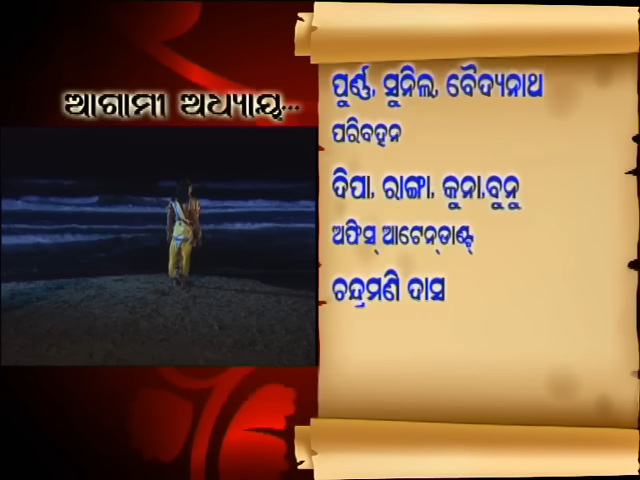 ଆଗାମୀ ଅଧ୍ୟାୟ...
ପୁର୍ଣ୍ଣ, ସୁନିଲ, ବୈଦ୍ୟନାଥ
ପରିବହନ
ଦିପା, ରାଙ୍ଗା, କୁନା,ବୁନୁ
ଅଫିସ୍ ଆଟେନ୍‌ଡାଣ୍ଟ୍
ଚନ୍ଦ୍ରମଣି ଦାସ